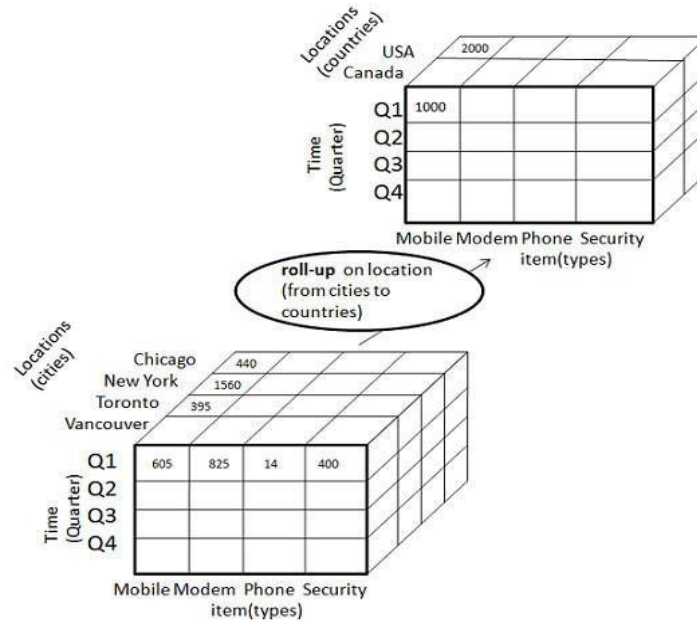 Locations
(countries)
USA
Canada
2000
Time
(Quarter)
Q1
Q2
Q3
Q4
1000
Mobile Modem Phone Security
item(types)
roll-up on location
(from cities to
countries)
Locations
(cities)
Chicago
New York
Toronto
Vancouver
440
1560
395
Time
(Quarter)
Q1
Q2
Q3
Q4
605 825 14 400
Mobile Modem Phone Security
item(types)